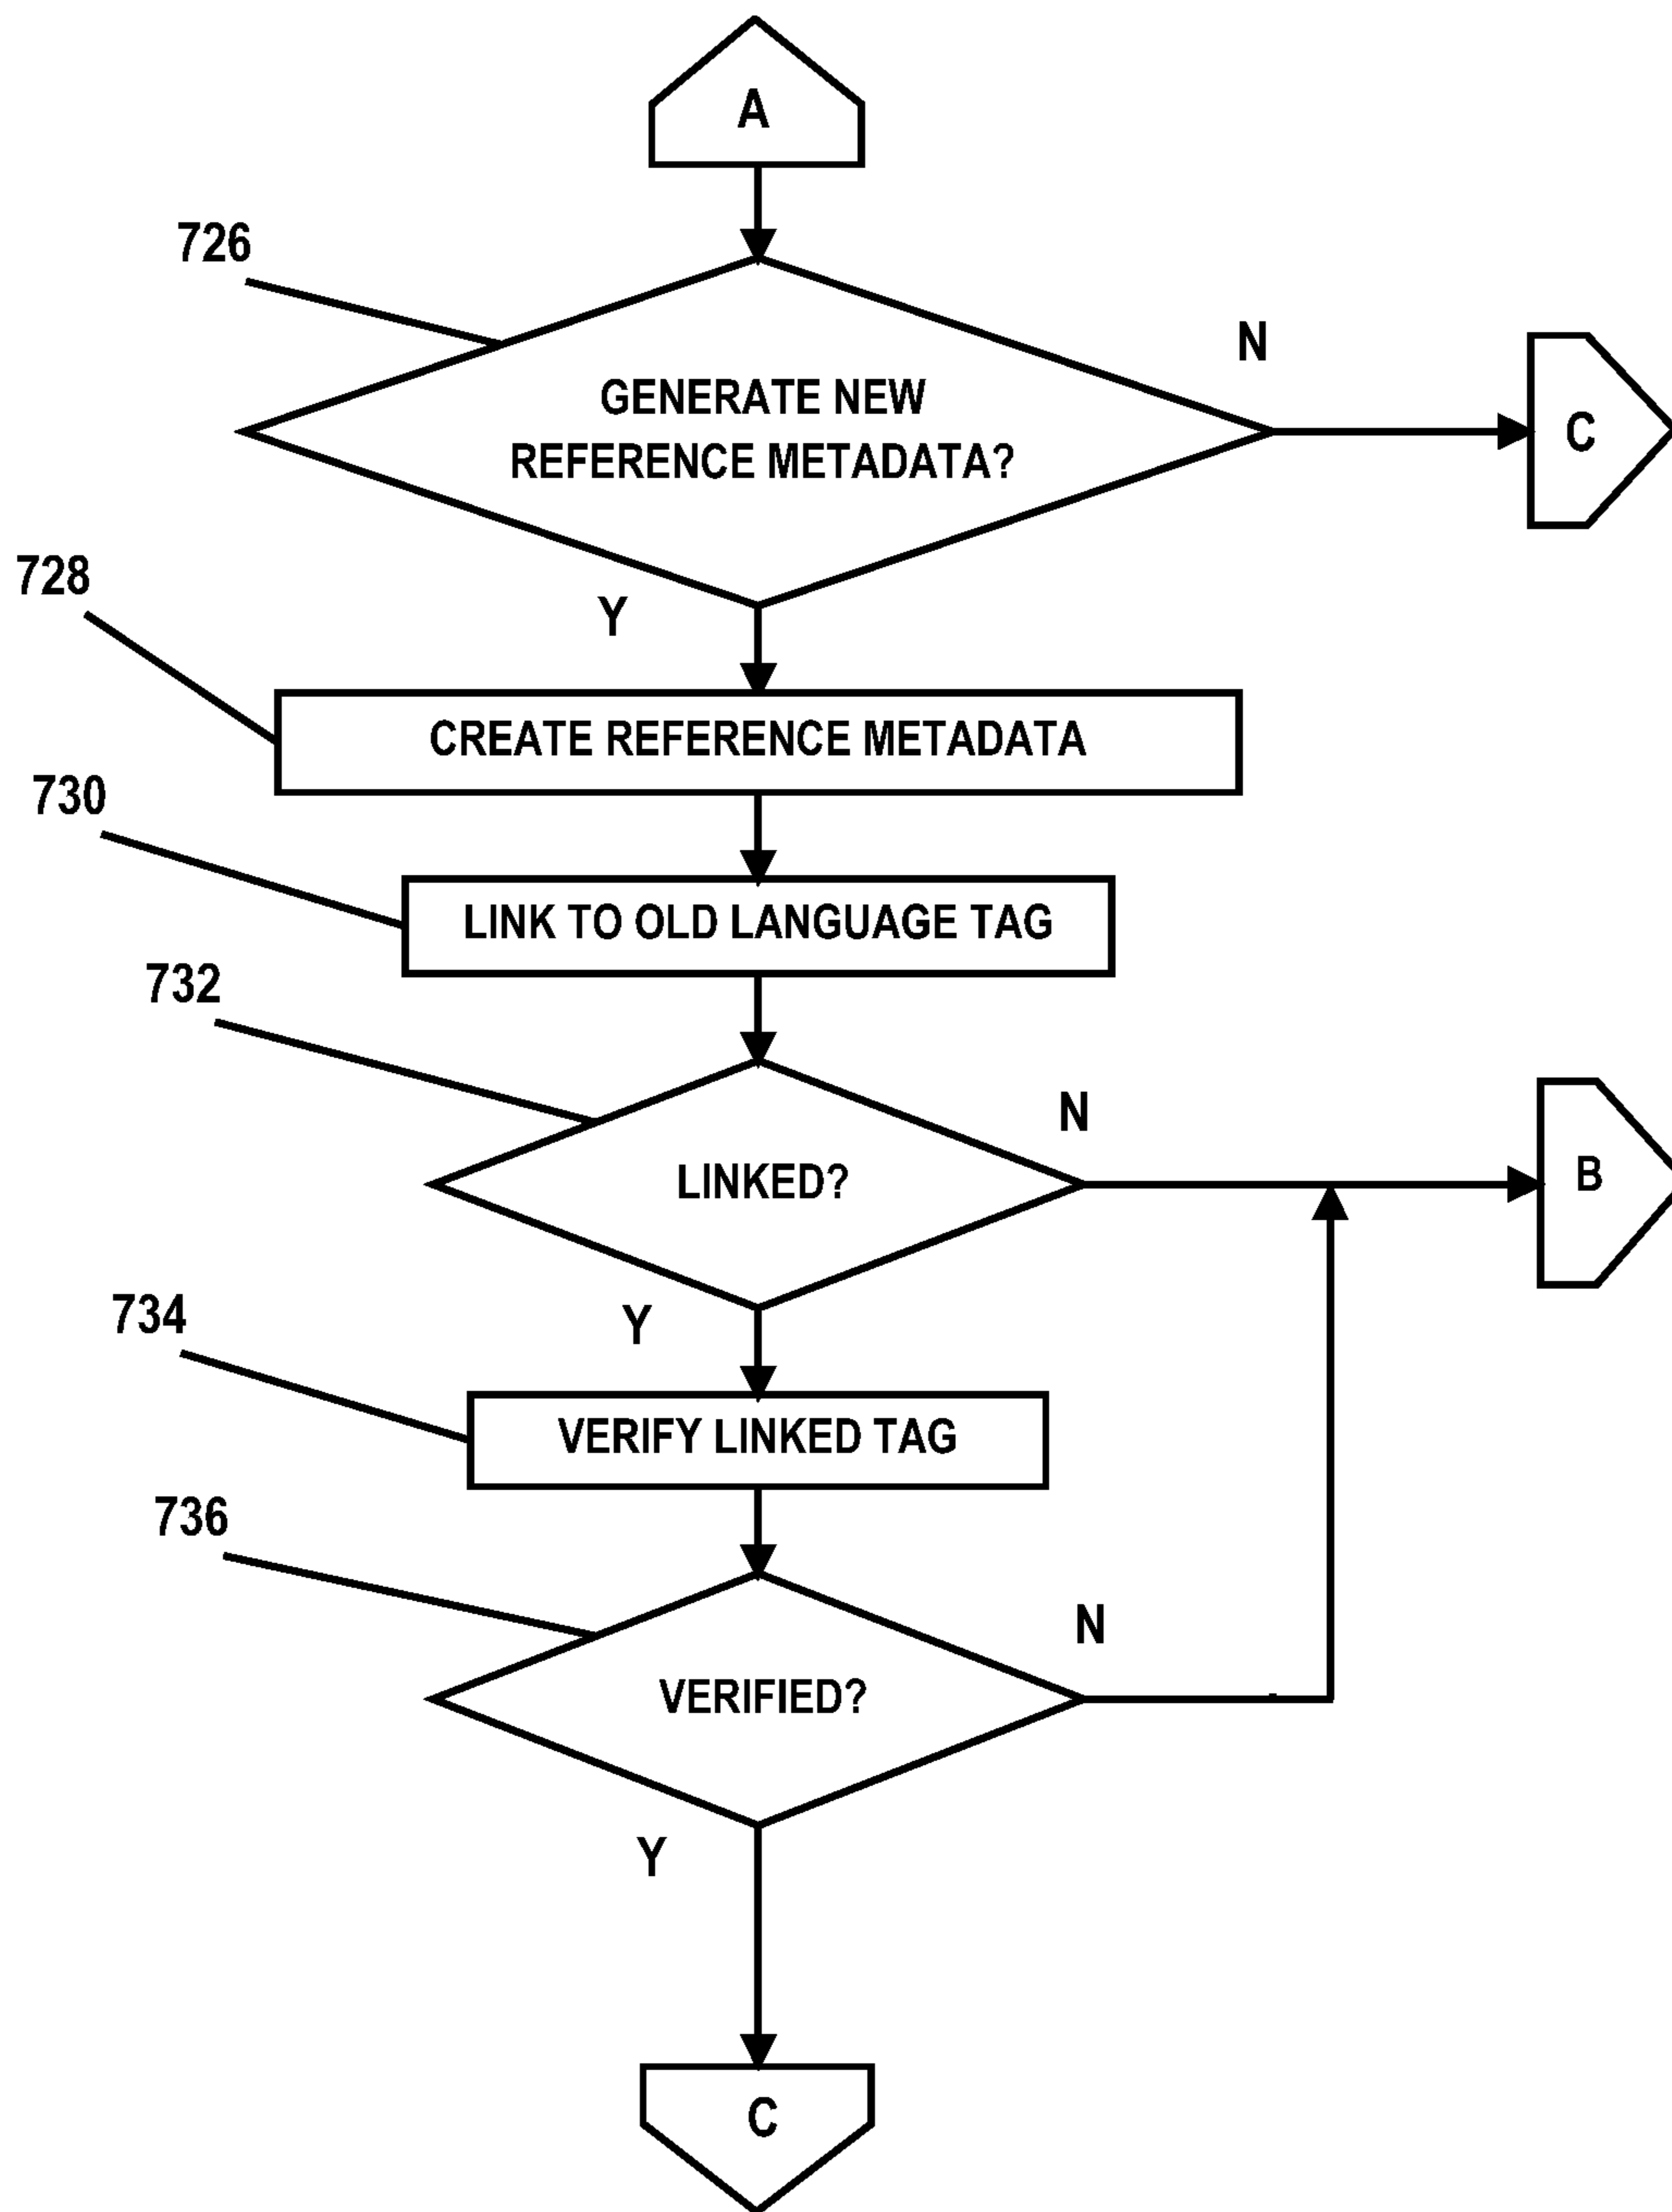 A
726
N
GENERATE NEW
REFERENCE METADATA?
C
728
Y
CREATE REFERENCE METADATA
730
LINK TO OLD LANGUAGE TAG
732
N
LINKED?
B
734
Y
VERIFY LINKED TAG
736
N
VERIFIED?
Y
C